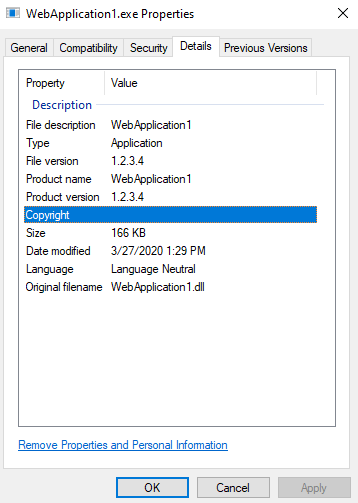 WebApplication1.exe Properties
General Compatibility Security Details Previous Versions
Property Value
Description
File description WebApplication1
Type Application
File version 1.2.3.4
Product name WebApplication1
Product version 1.2.3.4
Copyright
Size 166 KB
Date modified 3/27/2020 1:29 PM
Language Language Neutral
Original filename WebApplication1.dll
Remove Properties and Personal Information
OK Cancel Apply